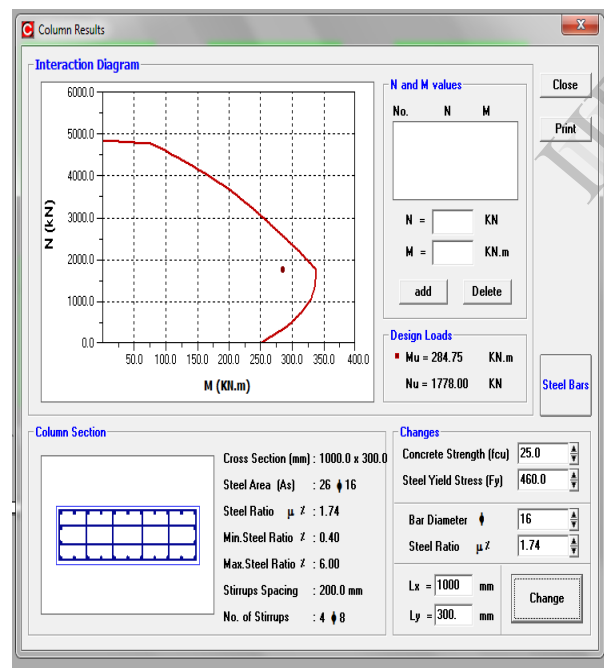 Column Results
Interaction Diagram
6000.0
5000.0
4000.0
3000.0
2000.0
1000.0
0.0
N (kN)
50.0 100.0 150.0 200.0 250.0 300.0 350.0 400.0
M (KN.m)
N and M values
No. N M
N = KN
M = KN.m
add Delete
Design Loads
Mu = 284.75 KN.m
Nu = 1778.00 KN
Close
Print
Steel Bars
Column Section
Cross Section (mm) : 1000.0 x 300.0
Steel Area (As) : 26 ϕ 16
Steel Ratio μ % : 1.74
Min.Steel Ratio % : 0.40
Max.Steel Ratio % : 6.00
Stirrups Spacing : 200.0 mm
No. of Stirrups : 4 ϕ 8
Changes
Concrete Strength (fcu) 25.0
Steel Yield Stress (Fy) 460.0
Bar Diameter ϕ 16
Steel Ratio μ % 1.74
Lx = 1000 mm
Ly = 300. mm
Change